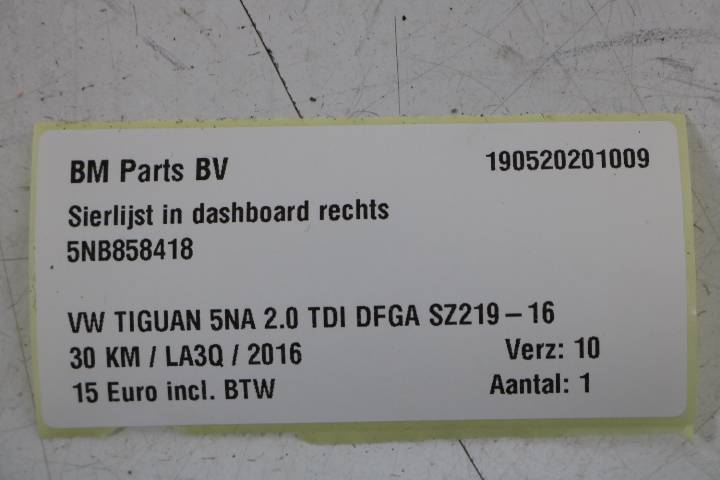 BM Parts BV 190520201009
Sierlijst in dashboard rechts
5NB858418
VW TIGUAN 5NA 2.0 TDI DFGA SZ219-16
30 KM / LA3Q / 2016 Verz: 10
15 Euro incl. BTW Aantal: 1